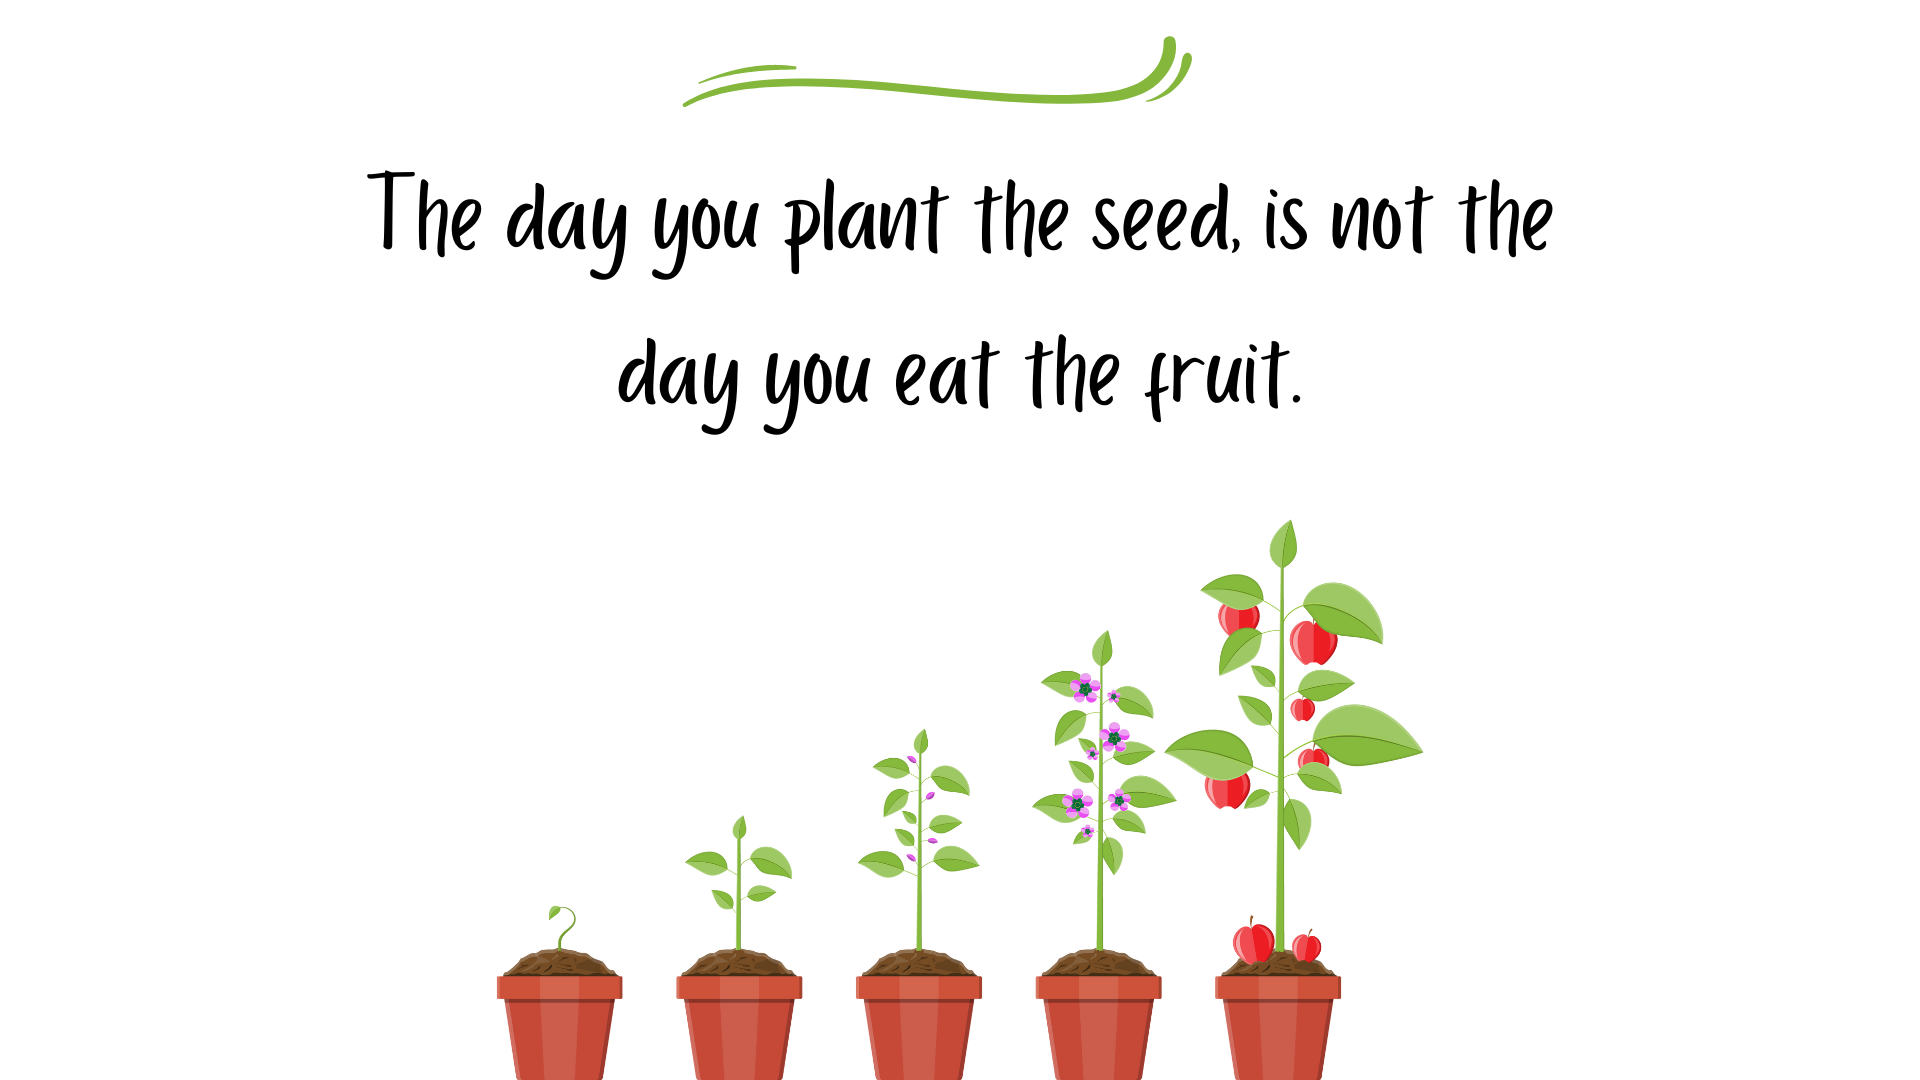 The day you plant the seed, is not the
day you eat the fruit.